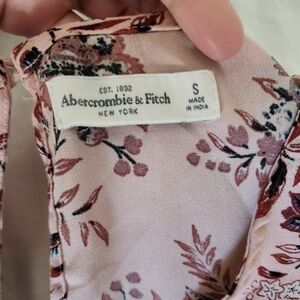 EST. 1892
Abercrombie & Fitch
NEW YORK
S
MADE
IN INDIA